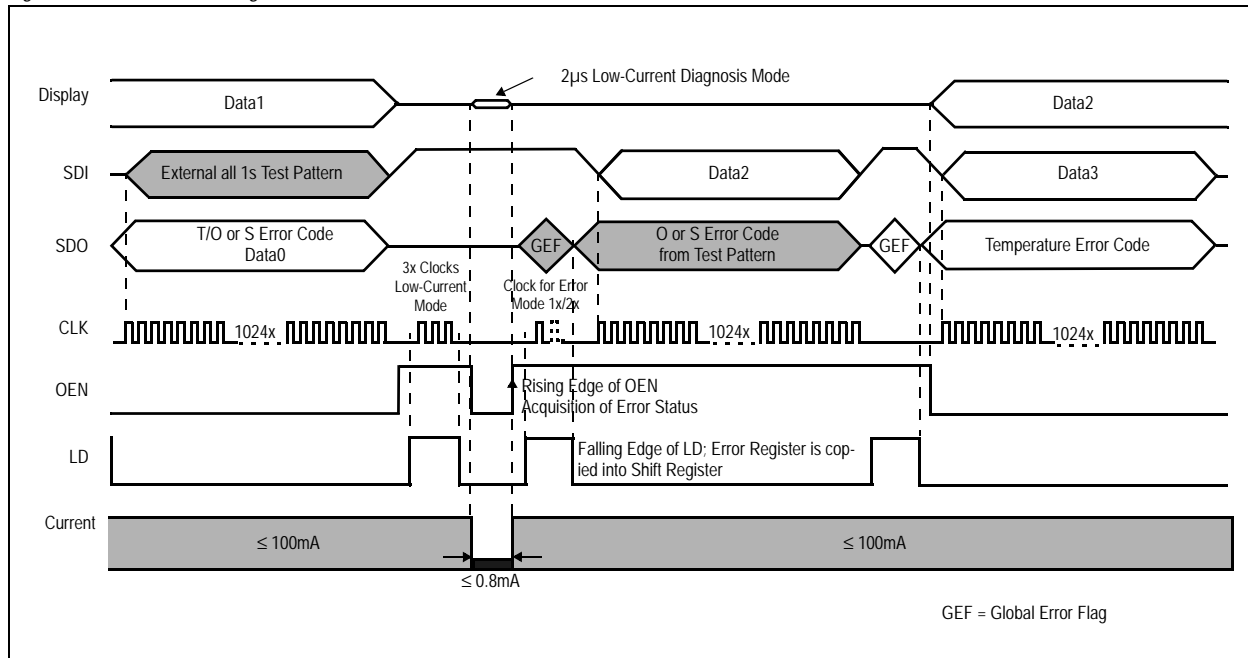 2µs Low-Current Diagnosis Mode
Display
Data1
Data2
SDI
External all 1s Test Pattern
Data2
Data3
SDO
T/O or S Error Code
Data0
GEF
O or S Error Code
from Test Pattern
GEF
Temperature Error Code
3x Clocks
Low-Current
Mode
Clock for Error
Mode 1x/2x
CLK
1024x
1024x
1024x
OEN
Rising Edge of OEN
Acquisition of Error Status
LD
Falling Edge of LD; Error Register is cop-
ied into Shift Register
Current
≤ 100mA
≤ 100mA
≤ 0.8mA
GEF = Global Error Flag